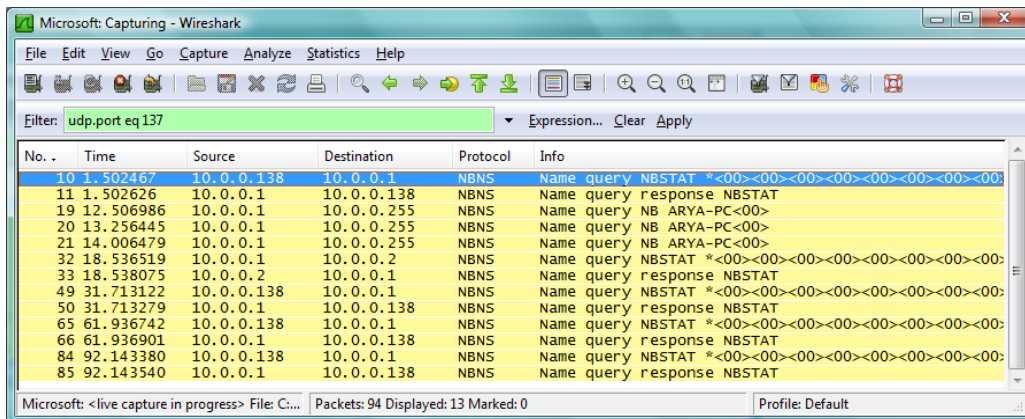 Microsoft: Capturing - Wireshark
File Edit View Go Capture Analyze Statistics Help
Filter: udp.port eq 137 Expression... Clear Apply
No. . Time Source Destination Protocol Info
10 1.502467 10.0.0.138 10.0.0.1 NBNS Name query NBSTAT *<00><00><00><00><00><00><00><00>
11 1.502626 10.0.0.1 10.0.0.138 NBNS Name query response NBSTAT
19 12.506986 10.0.0.1 10.0.0.255 NBNS Name query NB ARYA-PC<00>
20 13.256445 10.0.0.1 10.0.0.255 NBNS Name query NB ARYA-PC<00>
21 14.006479 10.0.0.1 10.0.0.255 NBNS Name query NB ARYA-PC<00>
32 18.536519 10.0.0.1 10.0.0.2 NBNS Name query NBSTAT *<00><00><00><00><00><00><00><00>
33 18.538075 10.0.0.2 10.0.0.1 NBNS Name query response NBSTAT
49 31.713122 10.0.0.138 10.0.0.1 NBNS Name query NBSTAT *<00><00><00><00><00><00><00><00>
50 31.713279 10.0.0.1 10.0.0.138 NBNS Name query response NBSTAT
65 61.936742 10.0.0.138 10.0.0.1 NBNS Name query NBSTAT *<00><00><00><00><00><00><00><00>
66 61.936901 10.0.0.1 10.0.0.138 NBNS Name query response NBSTAT
84 92.143380 10.0.0.138 10.0.0.1 NBNS Name query NBSTAT *<00><00><00><00><00><00><00><00>
85 92.143540 10.0.0.1 10.0.0.138 NBNS Name query response NBSTAT
Microsoft: <live capture in progress> File: C:... Packets: 94 Displayed: 13 Marked: 0 Profile: Default